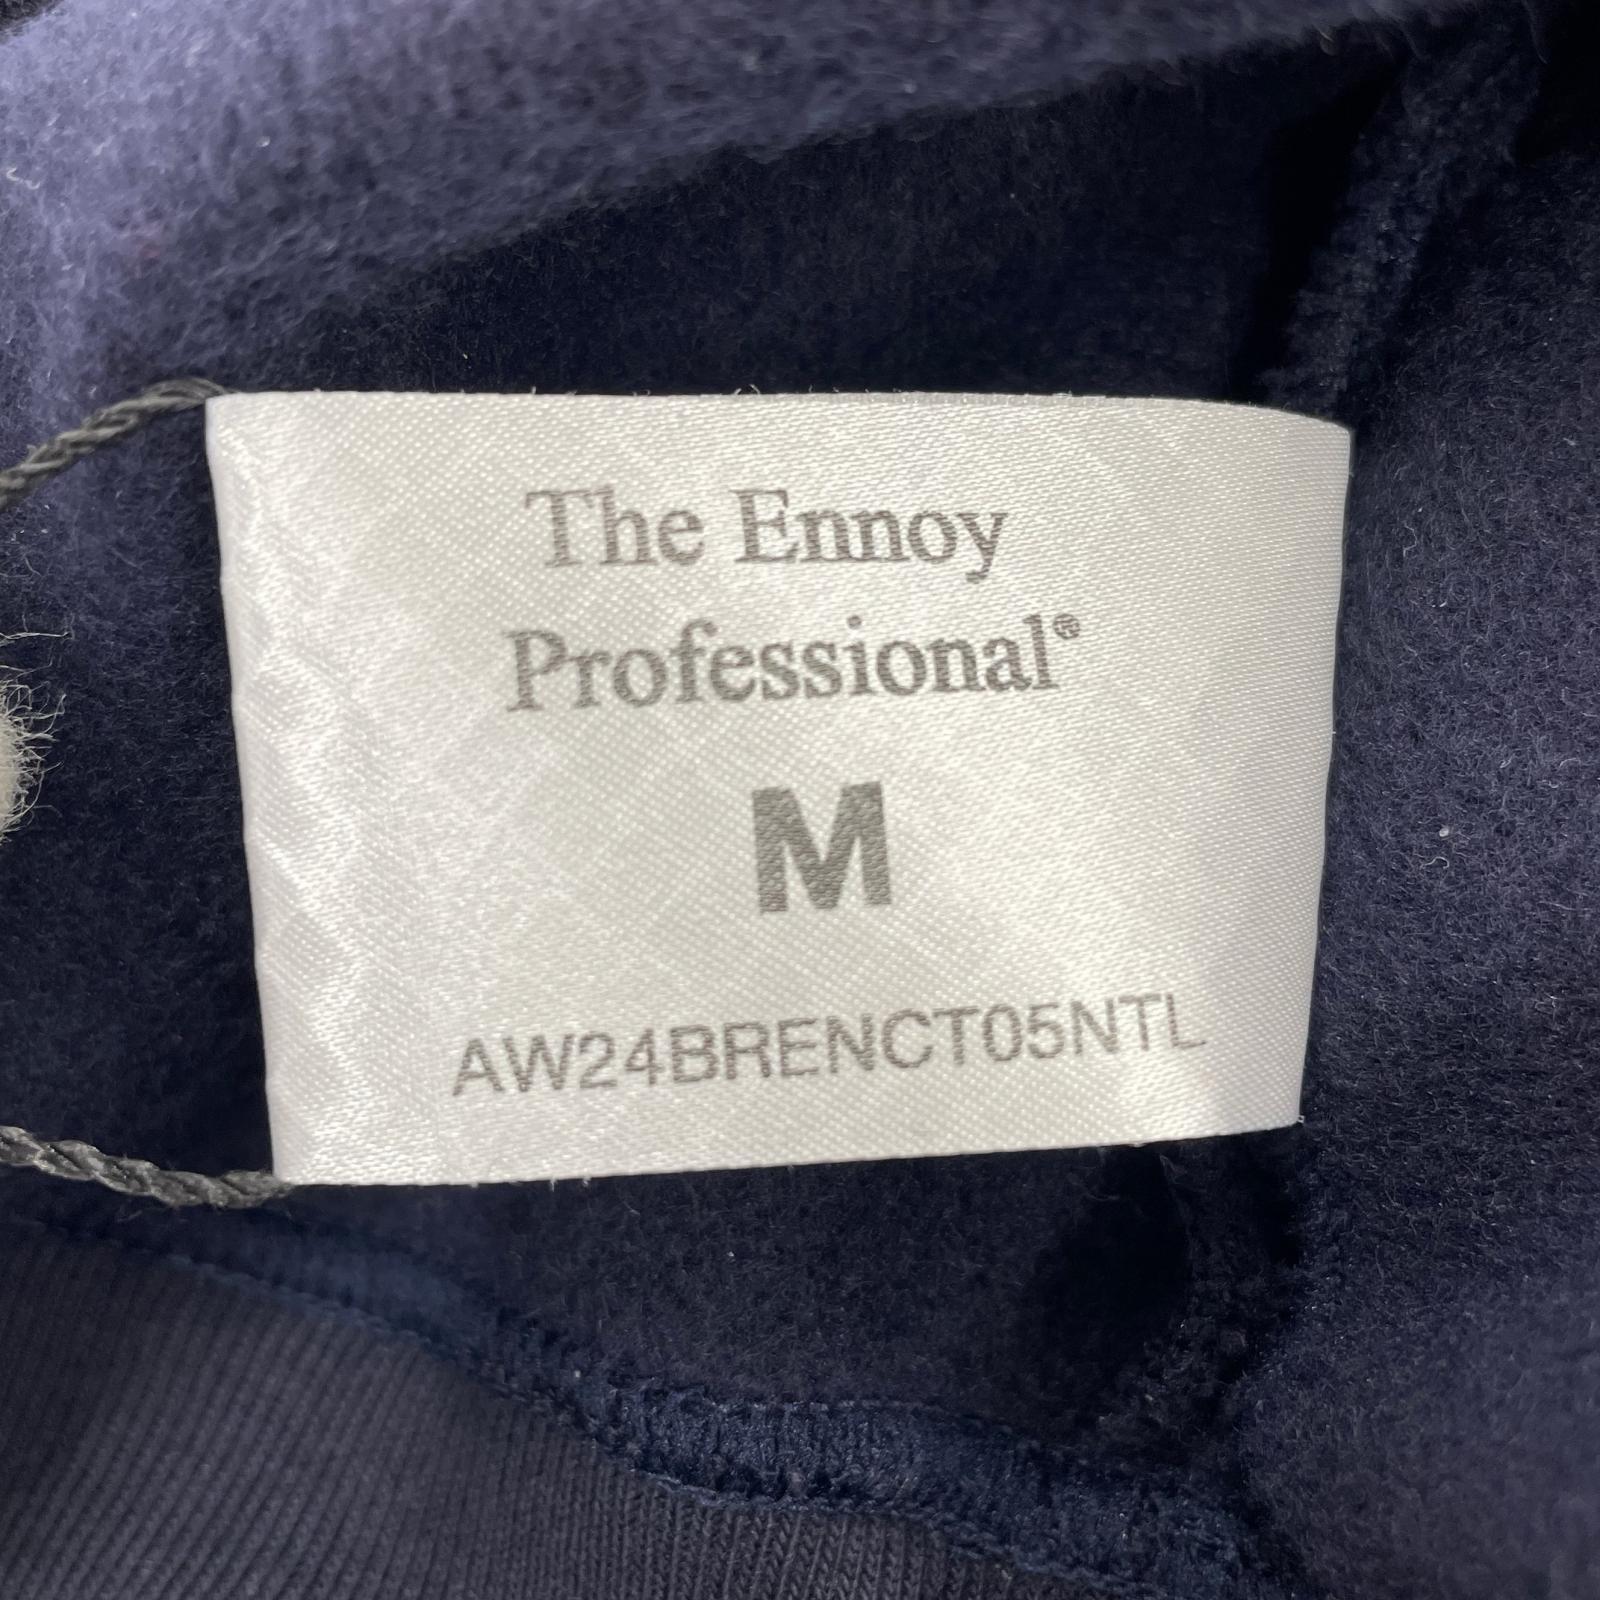 The Ennoy
Professional®
M
AW24BRENCT05NTL